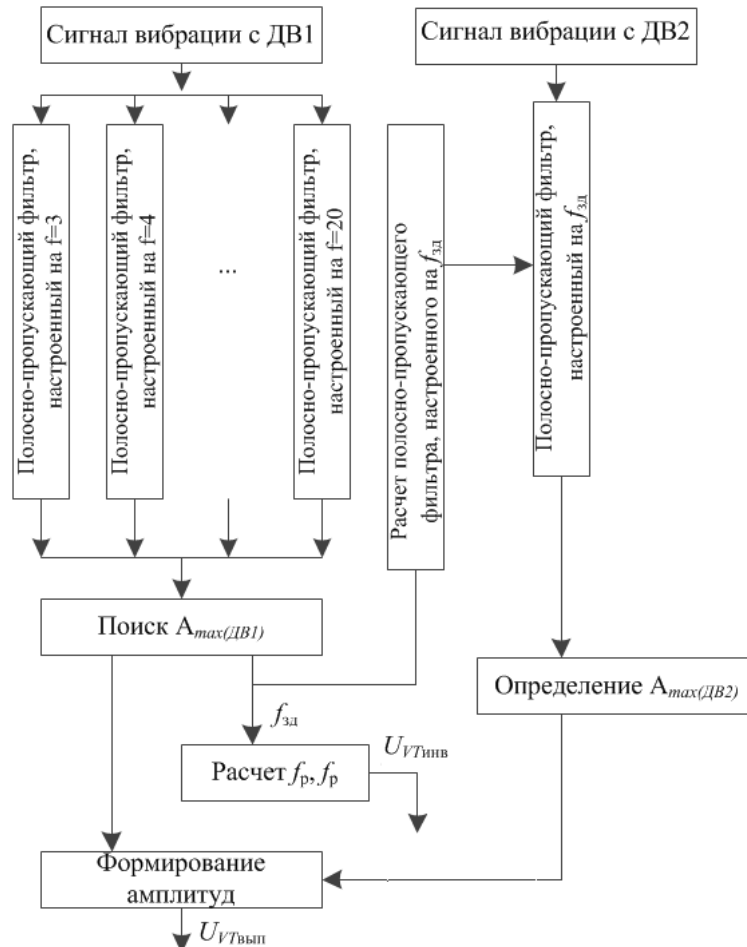 Сигнал вибрации с ДВ1
Сигнал вибрации с ДВ2
Полосно-пропускающий фильтр,
настроенный на f=3
Полосно-пропускающий фильтр,
настроенный на f=4
...
Полосно-пропускающий фильтр,
настроенный на f=20
Расчет полосно-пропускающего
фильтра, настроенного на fзд
Полосно-пропускающий фильтр,
настроенный на fзд
Поиск Amax(ДВ1)
Определение Amax(ДВ2)
fзд
UVTинв
Расчет fр, fр
Формирование
амплитуд
UVTвып